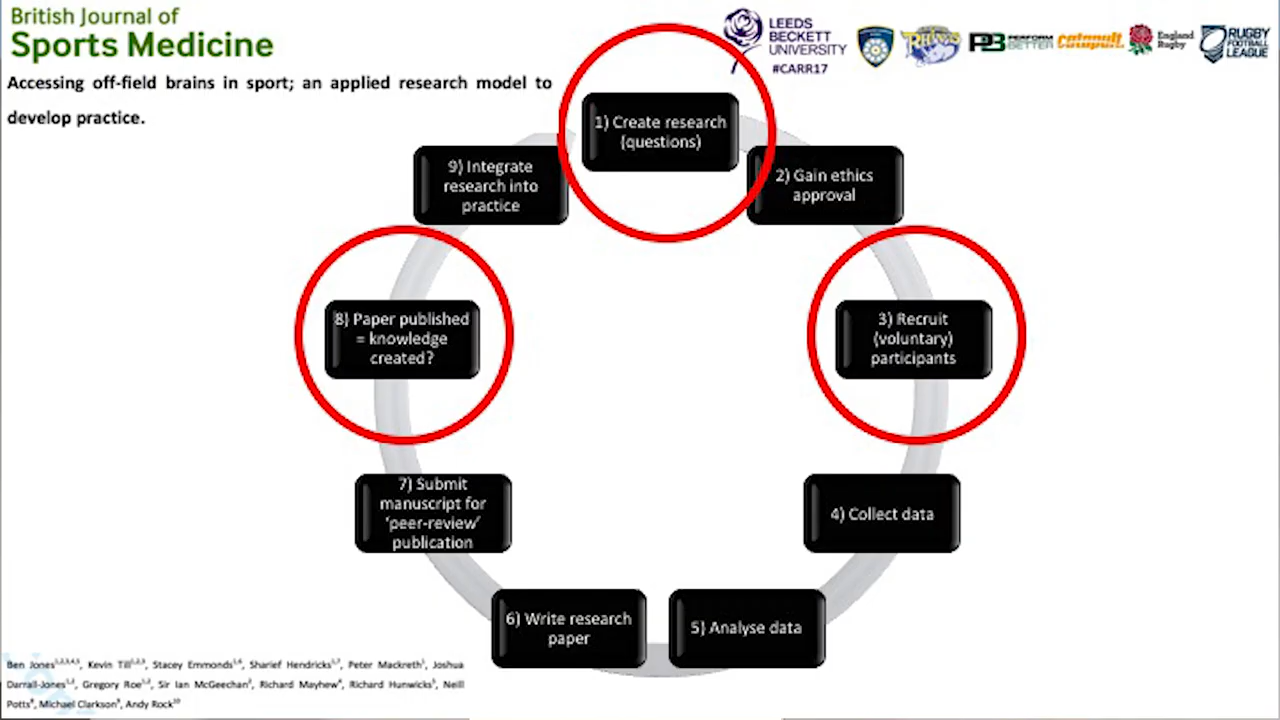 British Journal of
Sports Medicine
Accessing off-field brains in sport; an applied research model to
develop practice.
LEEDS
BECKETT
UNIVERSITY
#CARR17
RHINOS
PB PERFORM
BETTER
catapult
England
Rugby
RUGBY
FOOTBALL
LEAGUE
1) Create research
(questions)
2) Gain ethics
approval
3) Recruit
(voluntary)
participants
4) Collect data
5) Analyse data
6) Write research
paper
7) Submit
manuscript for
‘peer-review’
publication
8) Paper published
= knowledge
created?
9) Integrate
research into
practice
Ben Jones, Kevin Till, Stacey Emmonds, Sharief Hendricks, Peter Mackreth, Joshua
Darrall-Jones, Gregory Roe, Sir Ian McGeechan, Richard Mayhew, Richard Hunwicks, Neill
Potts, Michael Clarkson, Andy Rock